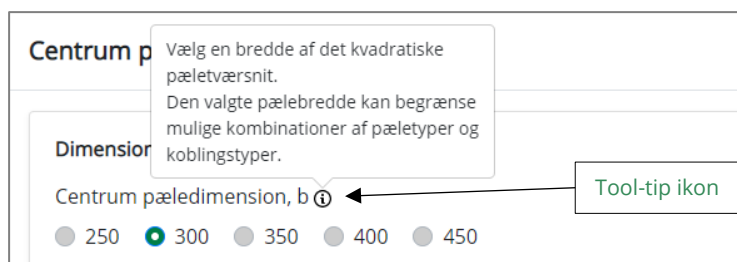 Centrum p
Vælg en bredde af det kvadratiske
pæletværsnit.
Den valgte pælebredde kan begrænse
mulige kombinationer af pæletyper og
koblingstyper.
Dimension
Centrum pæledimension, b
Tool-tip ikon
250 300 350 400 450